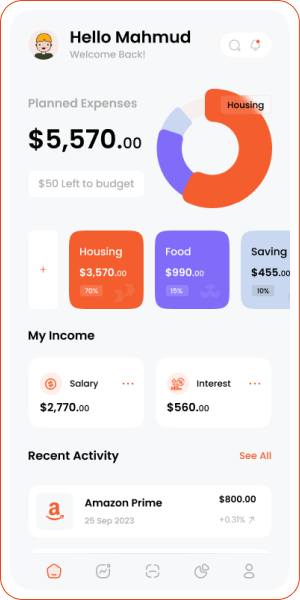 Hello Mahmud
Welcome Back!
Planned Expenses
Housing
$5,570.00
$50 Left to budget
+
Housing
$3,570.00
70%
Food
$990.00
15%
Saving
$455.00
10%
My Income
Salary
...
$2,770.00
Interest
...
$560.00
Recent Activity
See All
a
Amazon Prime
$800.00
25 Sep 2023
+0.31%